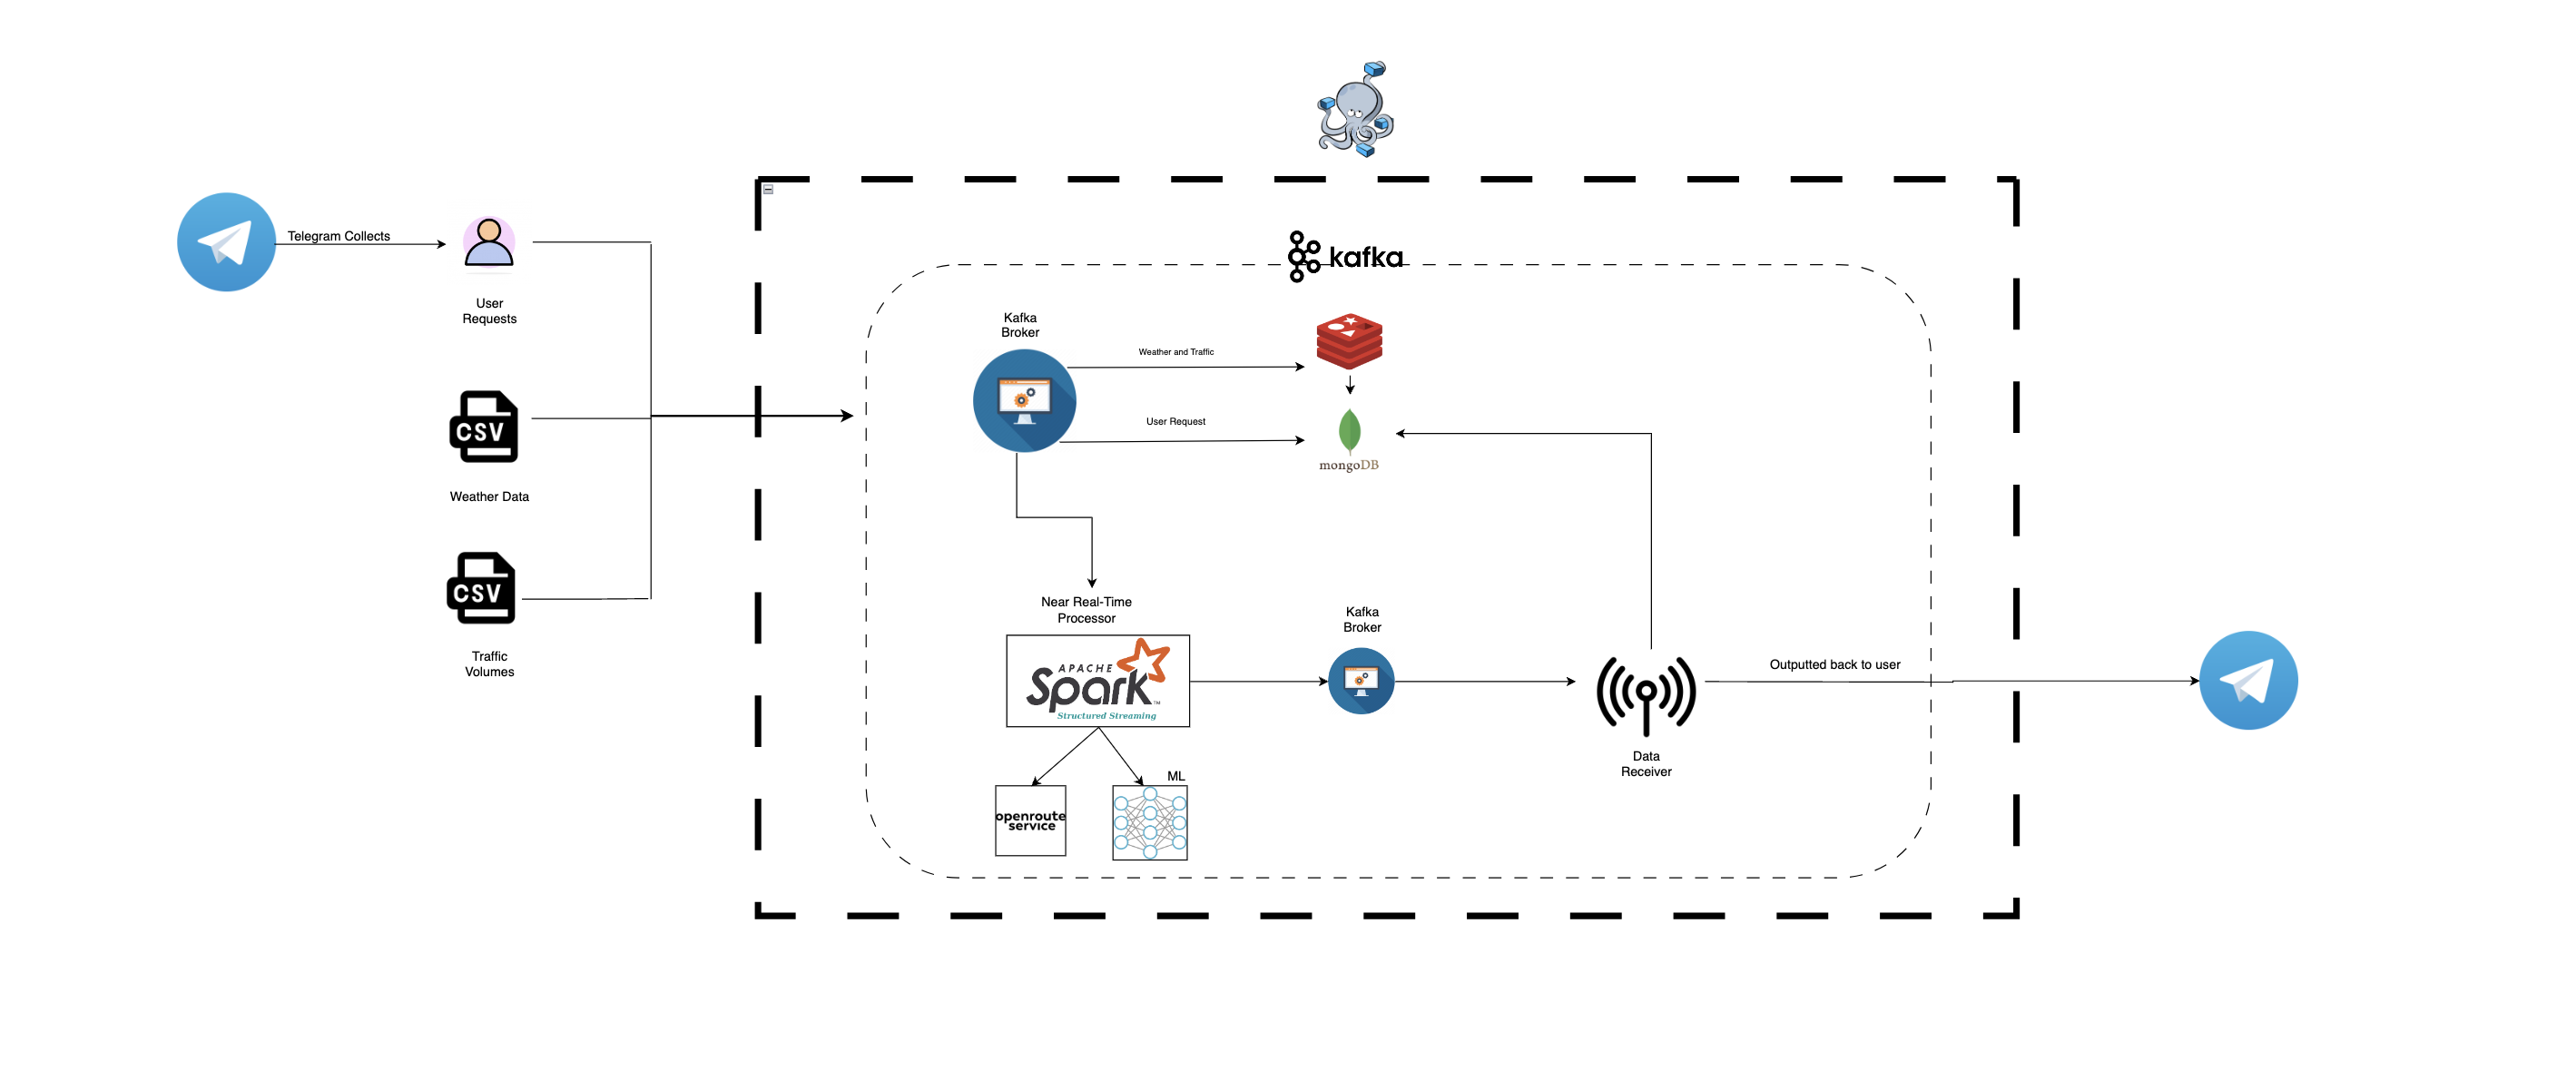 Telegram Collects
User
Requests
CSV
Weather Data
CSV
Traffic
Volumes
kafka
Kafka
Broker
Weather and Traffic
User Request
mongoDB
Near Real-Time
Processor
APACHE
Spark™
Structured Streaming
Kafka
Broker
Outputted back to user
Data
Receiver
ML
openroute
service